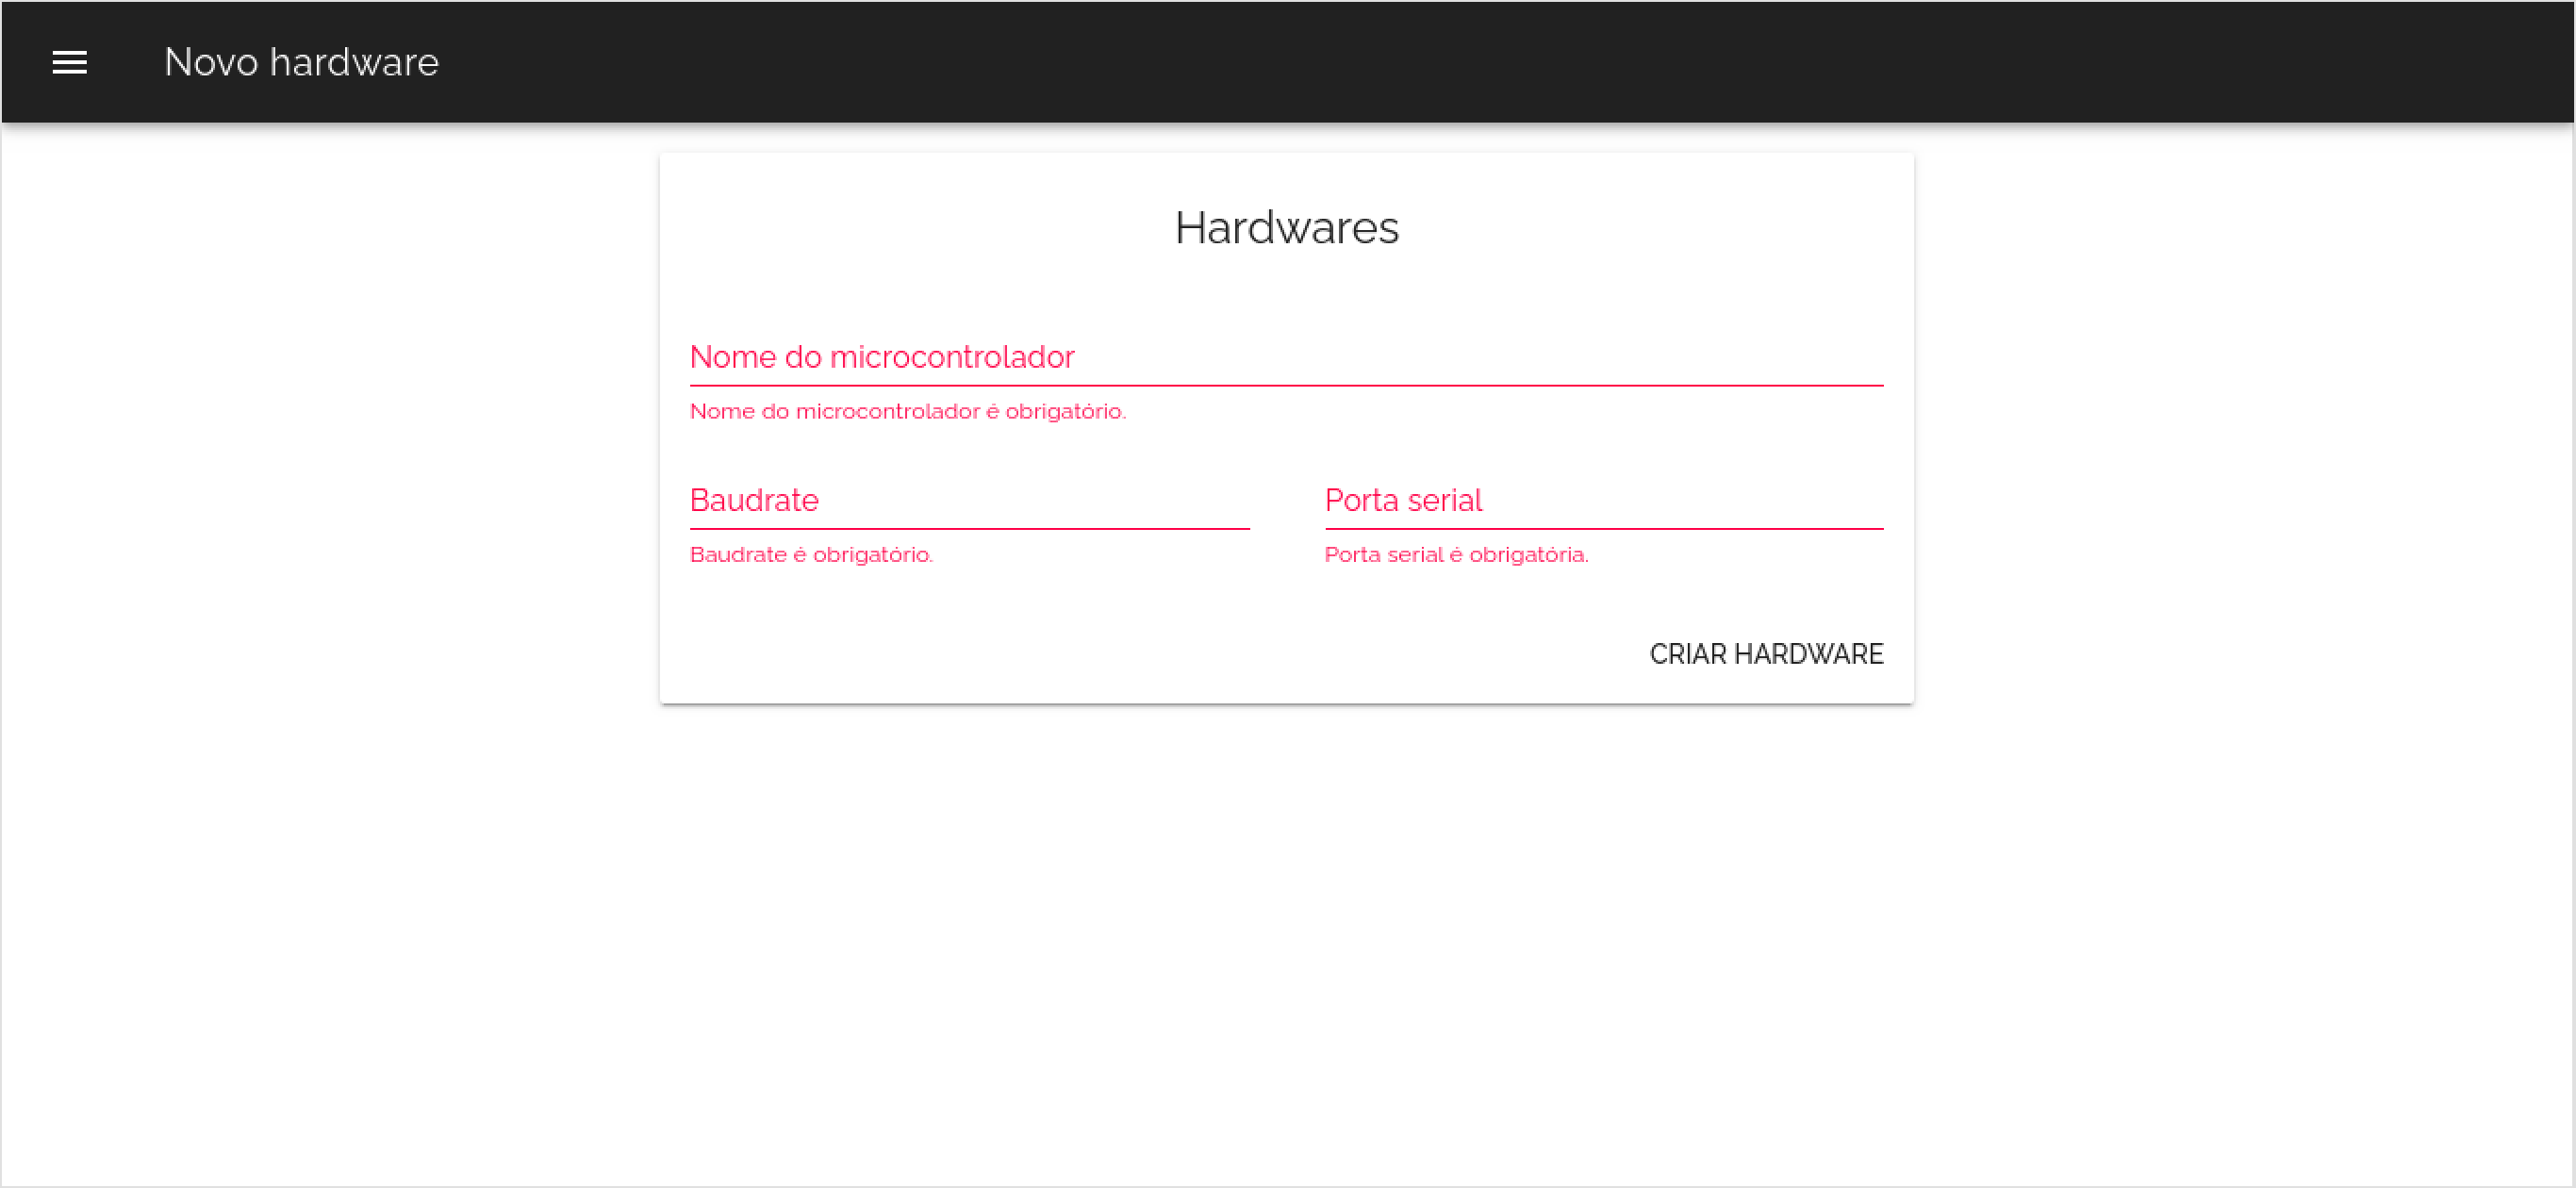 Novo hardware
Hardwares
Nome do microcontrolador
Nome do microcontrolador é obrigatório.
Baudrate
Porta serial
Baudrate é obrigatório.
Porta serial é obrigatória.
CRIAR HARDWARE